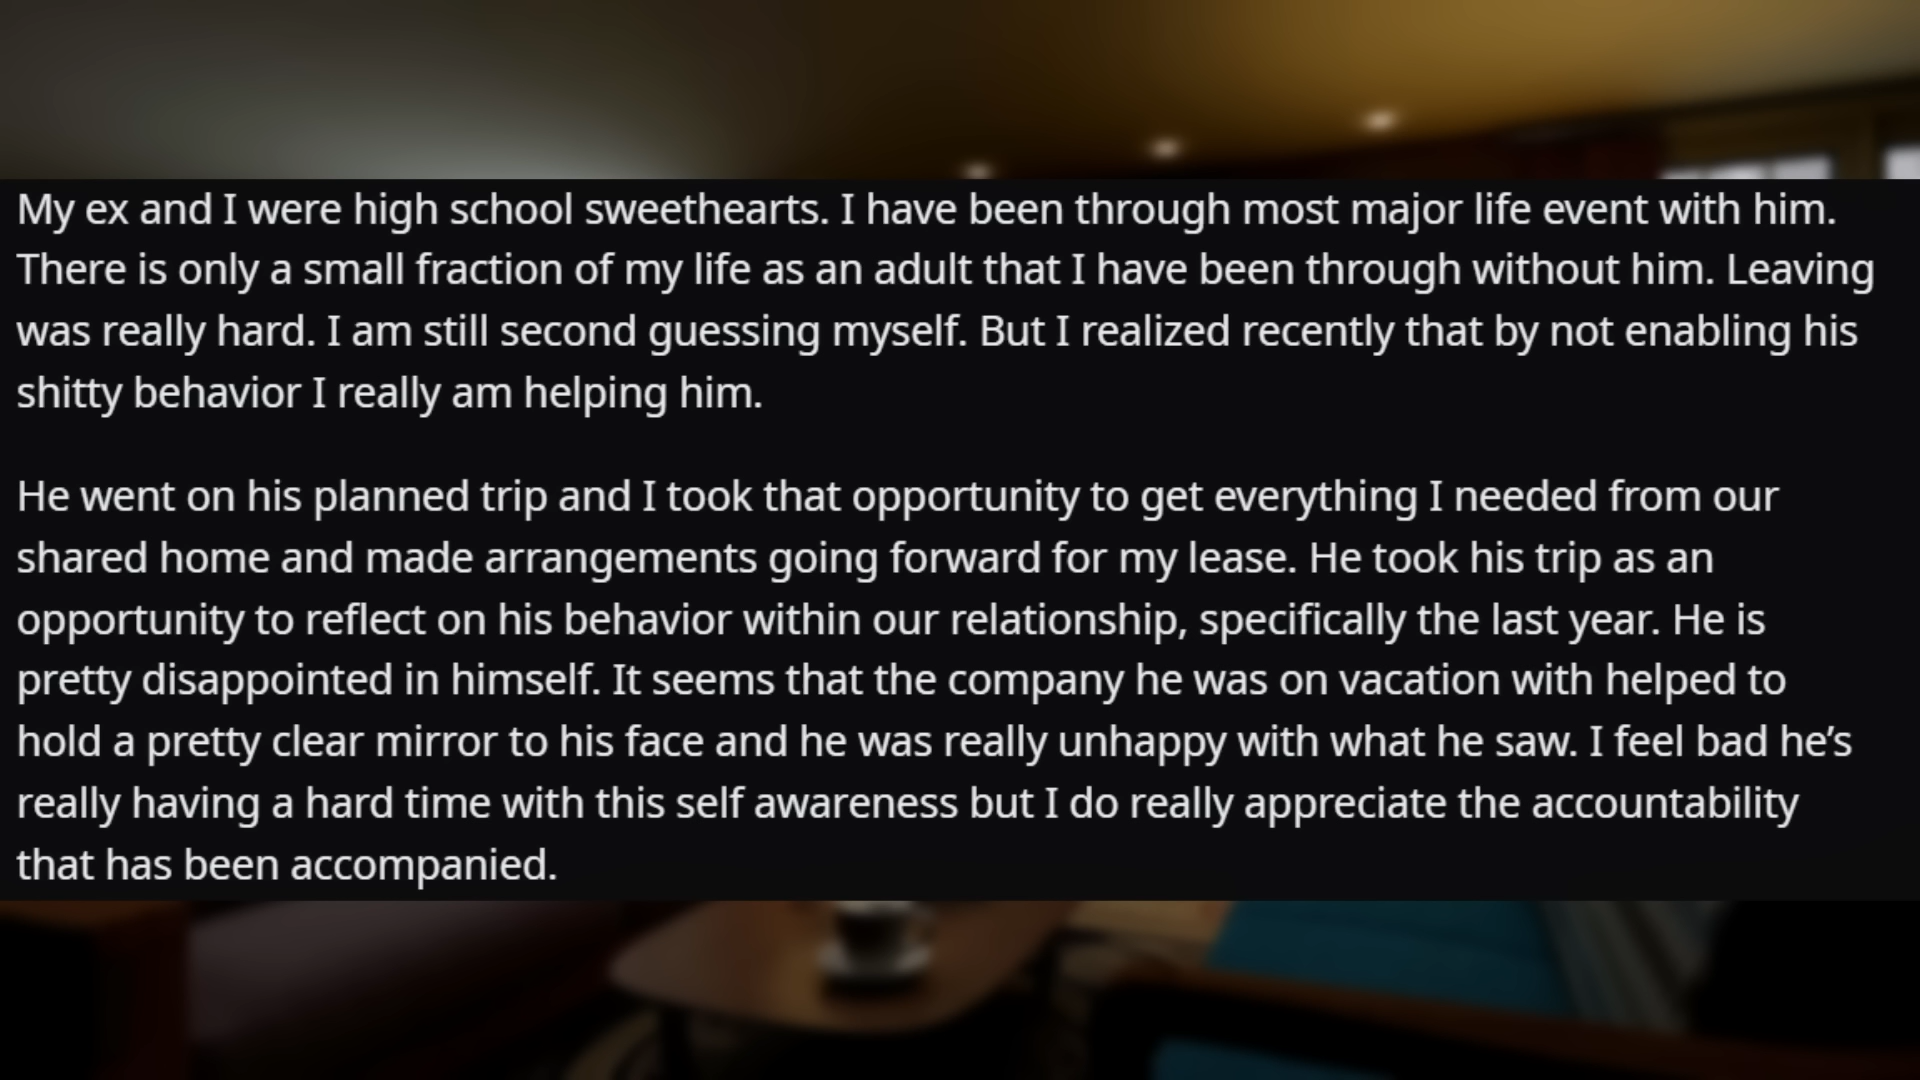 My ex and I were high school sweethearts. I have been through most major life event with him.
There is only a small fraction of my life as an adult that I have been through without him. Leaving
was really hard. I am still second guessing myself. But I realized recently that by not enabling his
shitty behavior I really am helping him.
He went on his planned trip and I took that opportunity to get everything I needed from our
shared home and made arrangements going forward for my lease. He took his trip as an
opportunity to reflect on his behavior within our relationship, specifically the last year. He is
pretty disappointed in himself. It seems that the company he was on vacation with helped to
hold a pretty clear mirror to his face and he was really unhappy with what he saw. I feel bad he’s
really having a hard time with this self awareness but I do really appreciate the accountability
that has been accompanied.